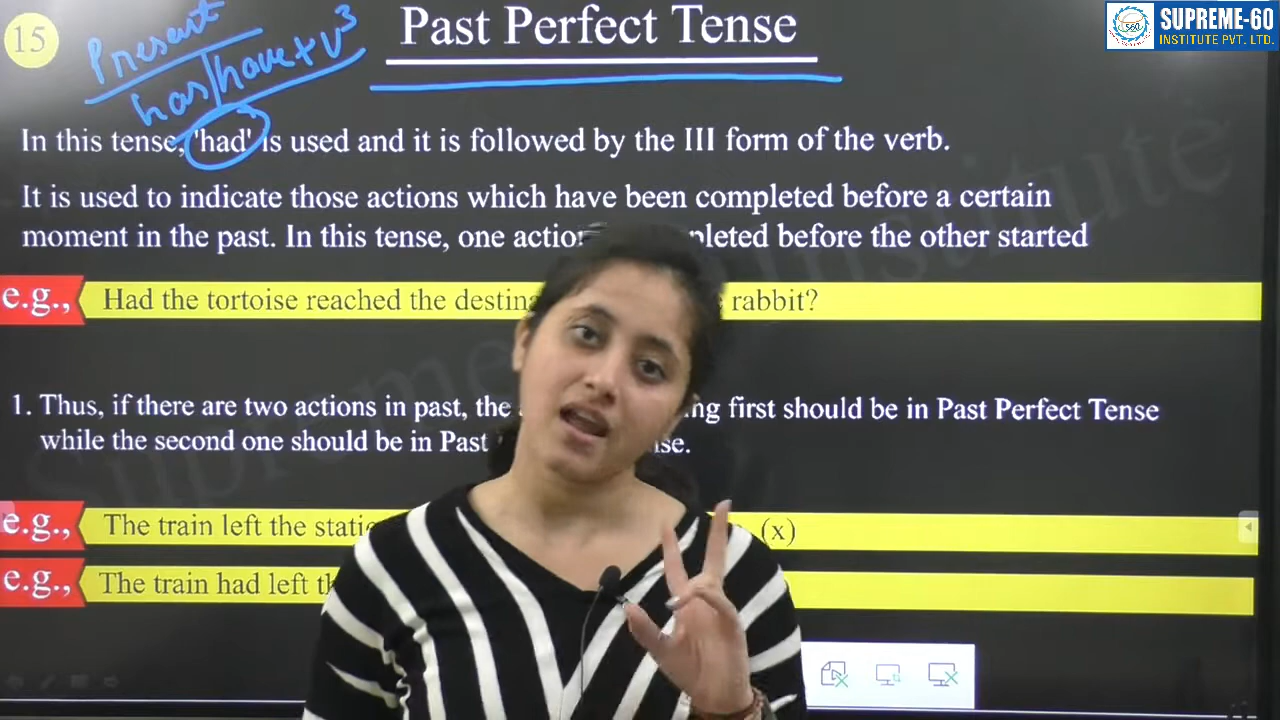 15
Present
has/have + V³
Past Perfect Tense
SUPREME-60
INSTITUTE PVT. LTD.
In this tense, 'had' is used and it is followed by the III form of the verb.
It is used to indicate those actions which have been completed before a certain
moment in the past. In this tense, one action pleted before the other started
e.g., Had the tortoise reached the destina rabbit?
1. Thus, if there are two actions in past, the ng first should be in Past Perfect Tense
while the second one should be in Past se.
e.g., The train left the stati (x)
e.g., The train had left th
Supreme Institute